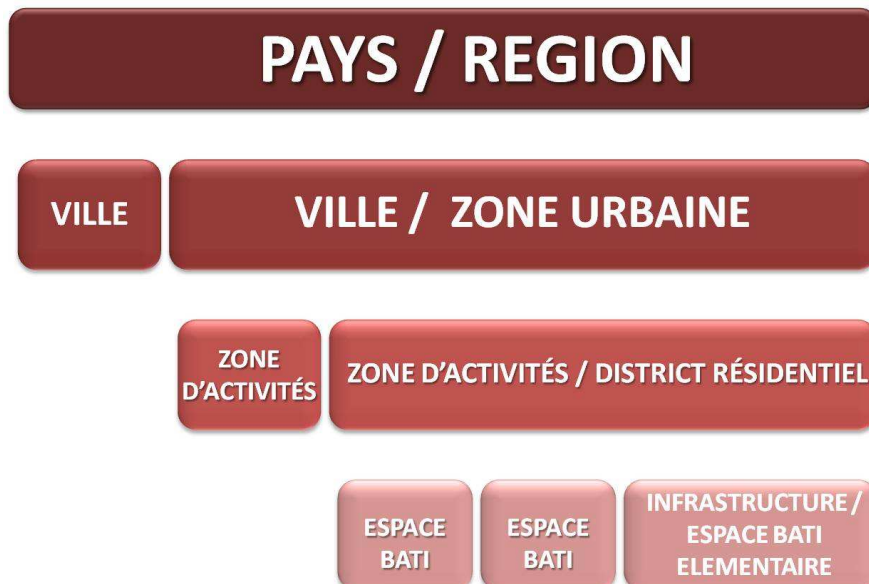 PAYS / REGION
VILLE
VILLE / ZONE URBAINE
ZONE
D'ACTIVITÉS
ZONE D'ACTIVITÉS / DISTRICT RÉSIDENTIEL
ESPACE
BATI
ESPACE
BATI
INFRASTRUCTURE /
ESPACE BATI
ELEMENTAIRE